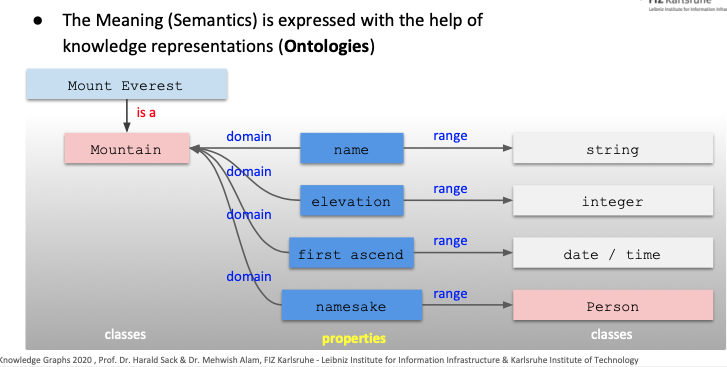 FIZ Karlsruhe
Leibniz Institute for Information Infras
● The Meaning (Semantics) is expressed with the help of
knowledge representations (Ontologies)
Mount Everest
is a
Mountain
domain
name
range
string
domain
elevation
range
integer
domain
first ascend
range
date / time
domain
namesake
range
Person
classes
properties
classes
Knowledge Graphs 2020 , Prof. Dr. Harald Sack & Dr. Mehwish Alam, FIZ Karlsruhe - Leibniz Institute for Information Infrastructure & Karlsruhe Institute of Technology